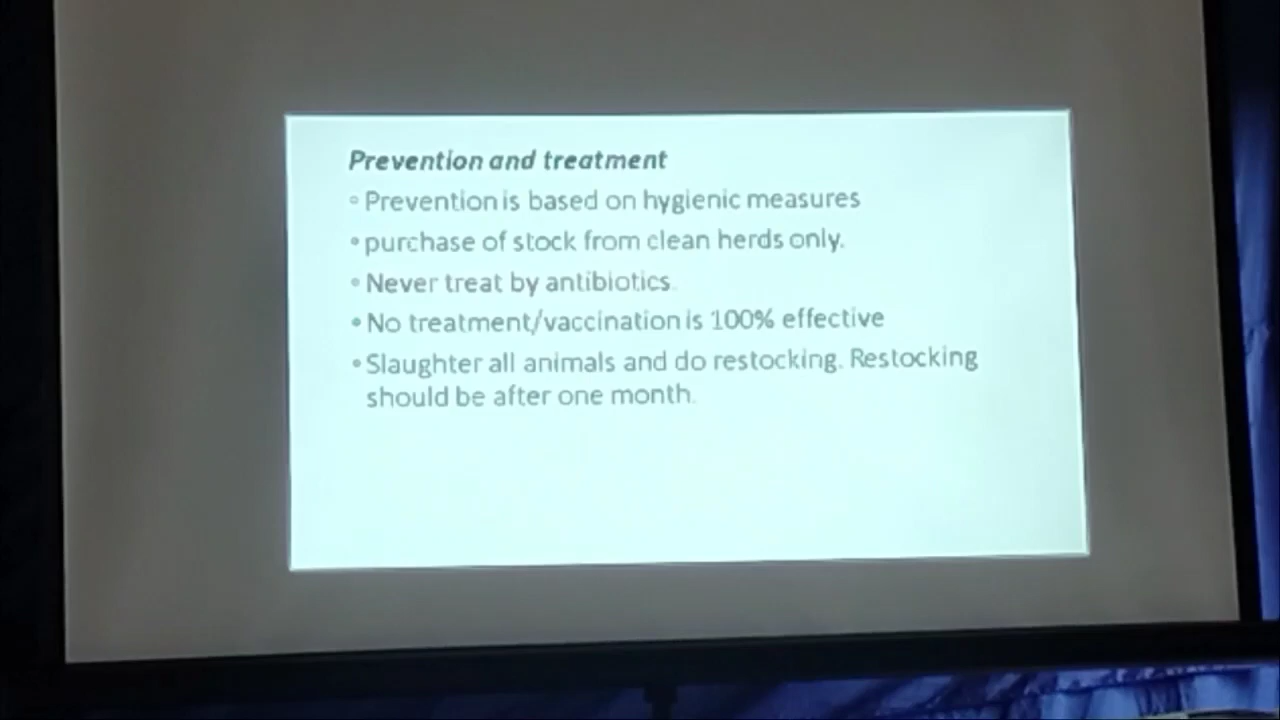 Prevention and treatment
• Prevention is based on hygienic measures
• purchase of stock from clean herds only.
• Never treat by antibiotics.
• No treatment/vaccination is 100% effective
• Slaughter all animals and do restocking. Restocking
should be after one month.